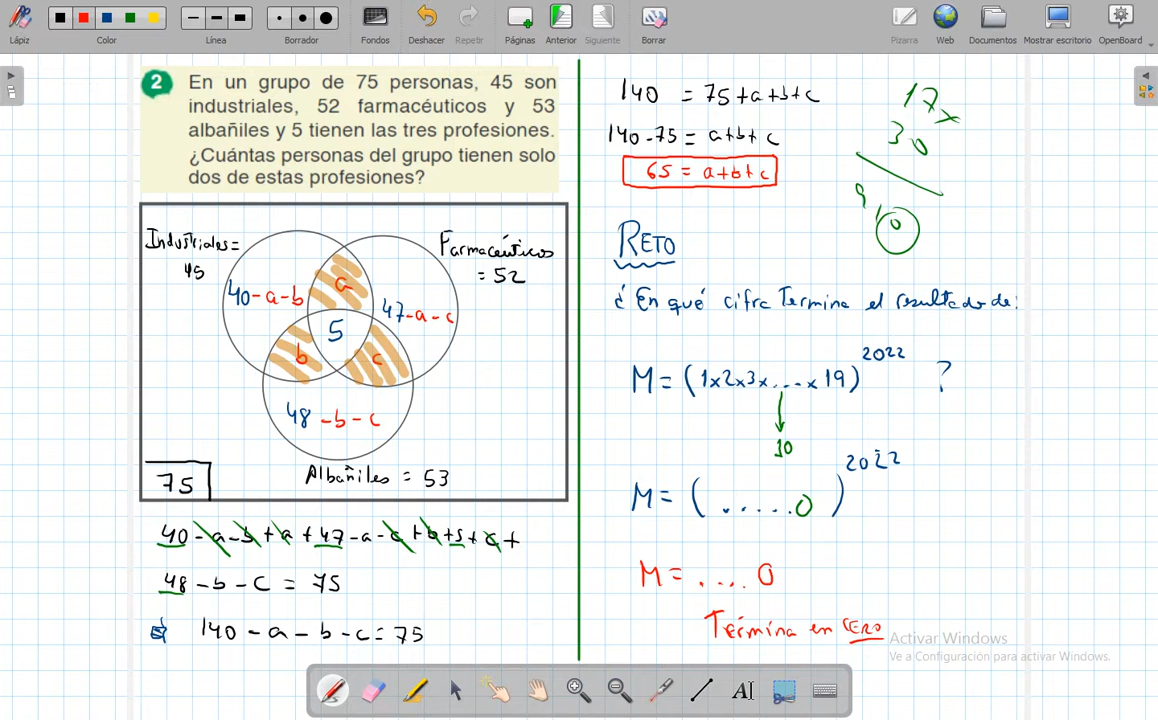 Lápiz
Color
Línea
Borrador
Fondos
Deshacer
Repetir
Páginas
Anterior
Siguiente
Borrar
Pizarra
Web
Documentos
Mostrar escritorio
OpenBoard
2
En un grupo de 75 personas, 45 son
industriales, 52 farmacéuticos y 53
albañiles y 5 tienen las tres profesiones.
¿Cuántas personas del grupo tienen solo
dos de estas profesiones?
Industriales =
45
Farmacéuticos
= 52
40-a-b
a
47-a-c
5
b
c
48-b-c
75
Albañiles = 53
40-a-b+a+47-a-c+b+5+c+
48-b-c = 75
140-a-b-c=75
140 = 75+a+b+c
140-75 = a+b+c
65 = a+b+c
17x
30
0
RETO
¿En qué cifra Termina el resultado de:
M=(1x2x3x....x19)^2022 ?
10
M=(.....0)^2022
M=....0
Termina en CERO
Activar Windows
Ve a Configuración para activar Windows.